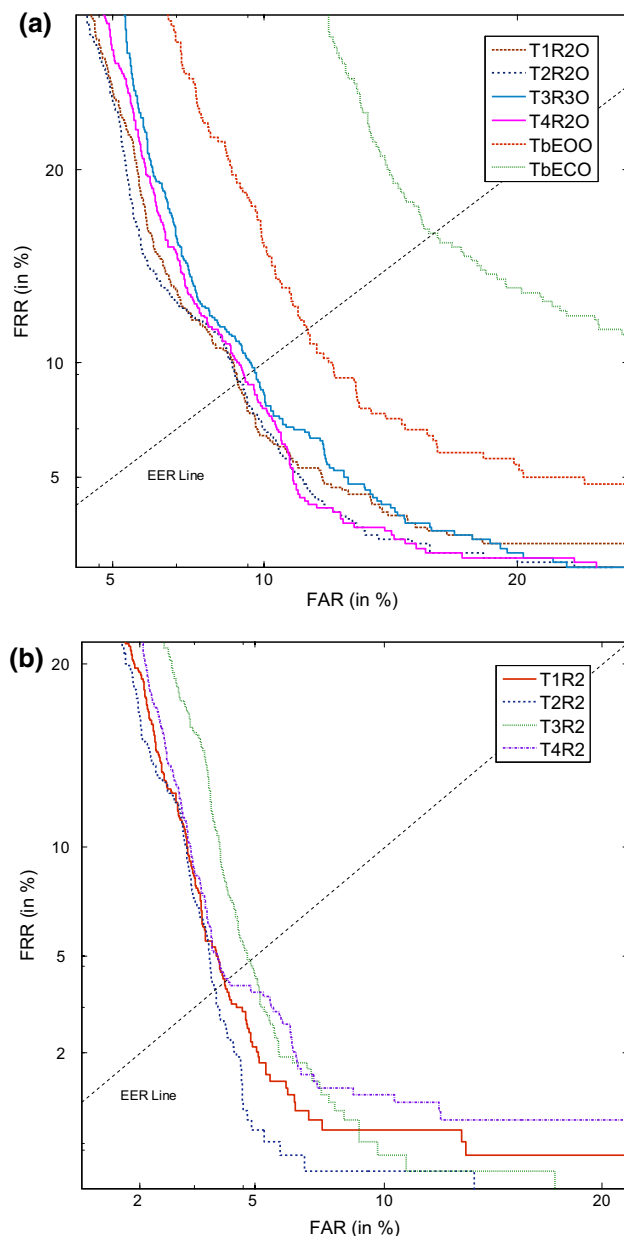 (a)
T1R2O
T2R2O
T3R3O
T4R2O
TbEOO
TbECO
20
10
5
FRR (in %)
EER Line
5 10 20
FAR (in %)
(b)
T1R2
T2R2
T3R2
T4R2
20
10
5
2
FRR (in %)
EER Line
2 5 10 20
FAR (in %)